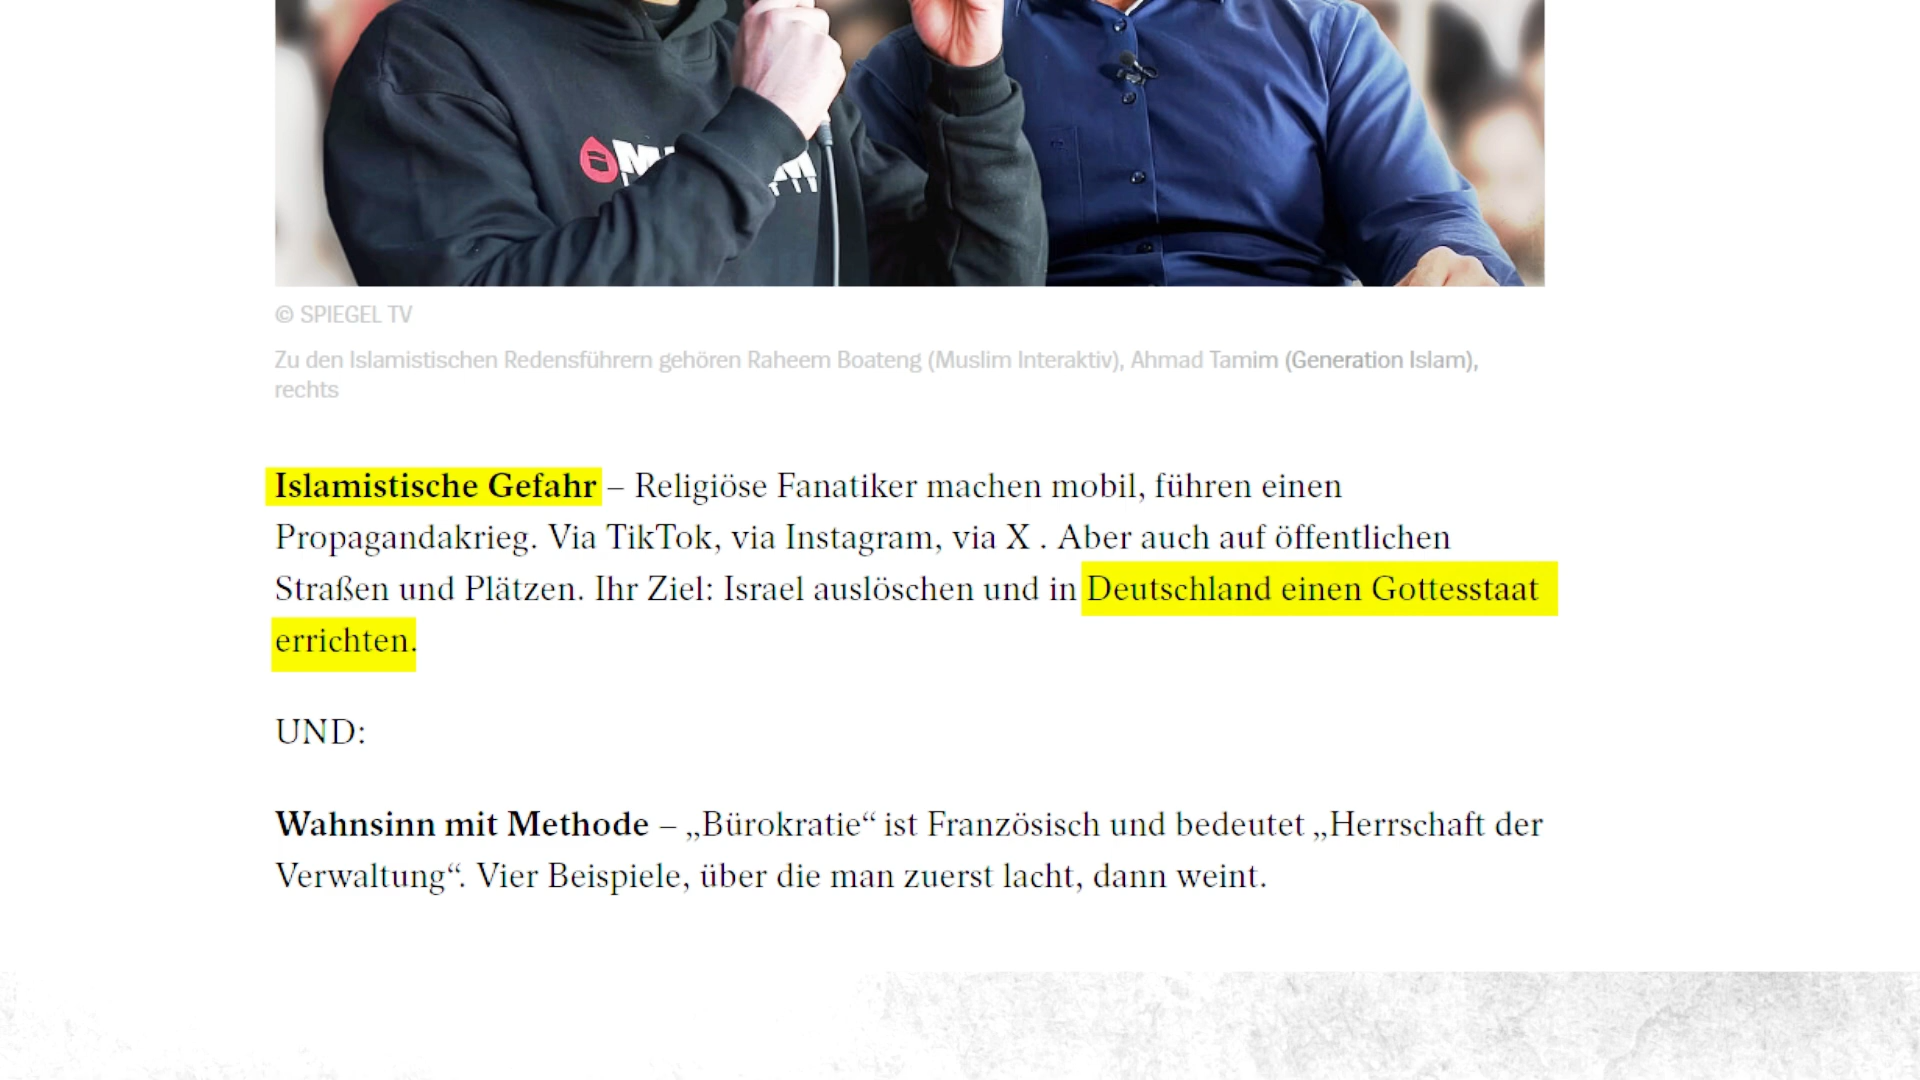 © SPIEGEL TV
Zu den Islamistischen Redensführern gehören Raheem Boateng (Muslim Interaktiv), Ahmad Tamim (Generation Islam),
rechts
Islamistische Gefahr – Religiöse Fanatiker machen mobil, führen einen
Propagandakrieg. Via TikTok, via Instagram, via X . Aber auch auf öffentlichen
Straßen und Plätzen. Ihr Ziel: Israel auslöschen und in Deutschland einen Gottesstaat
errichten.
UND:
Wahnsinn mit Methode – „Bürokratie“ ist Französisch und bedeutet „Herrschaft der
Verwaltung“. Vier Beispiele, über die man zuerst lacht, dann weint.